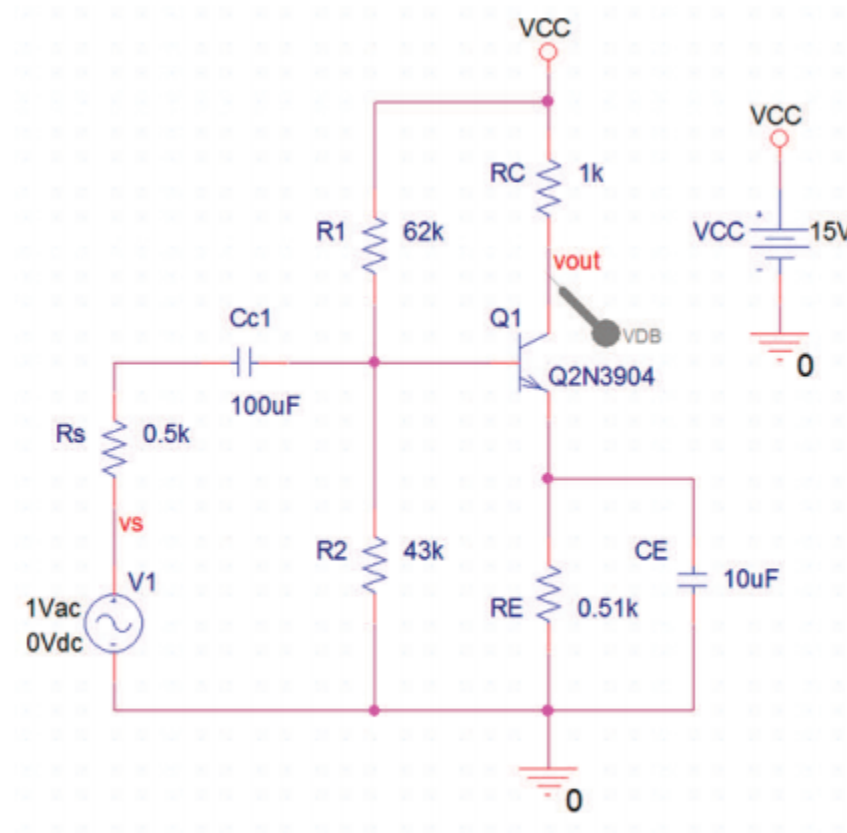 VCC
VCC
RC 1k
R1 62k
VCC 15V
vout
Cc1
Q1
VDB
0
Q2N3904
100uF
Rs 0.5k
vs
R2 43k
CE
V1
10uF
1Vac
RE 0.51k
0Vdc
0